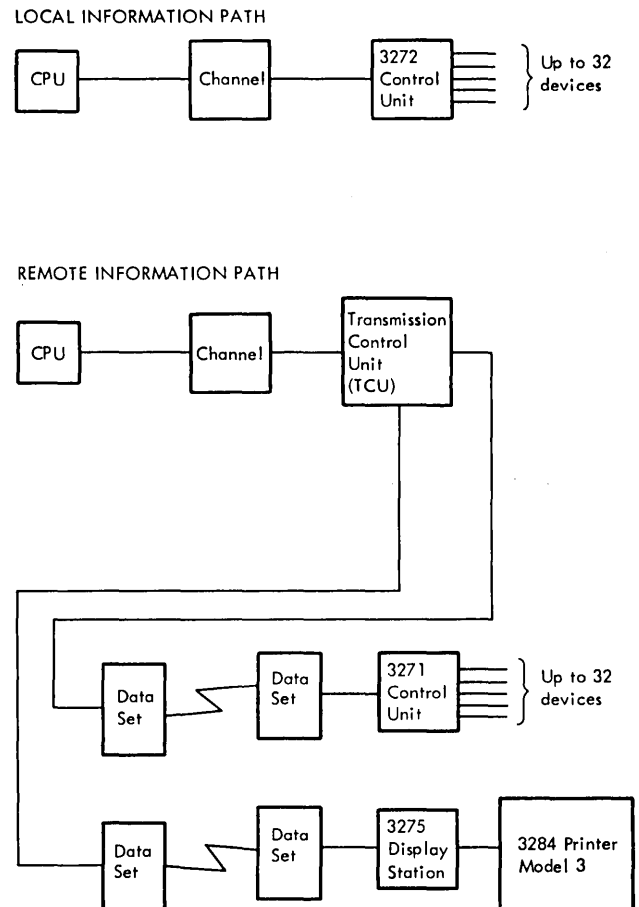 LOCAL INFORMATION PATH
CPU
Channel
3272
Control
Unit
Up to 32
devices
REMOTE INFORMATION PATH
CPU
Channel
Transmission
Control
Unit
(TCU)
Data
Set
Data
Set
3271
Control
Unit
Up to 32
devices
Data
Set
Data
Set
3275
Display
Station
3284 Printer
Model 3